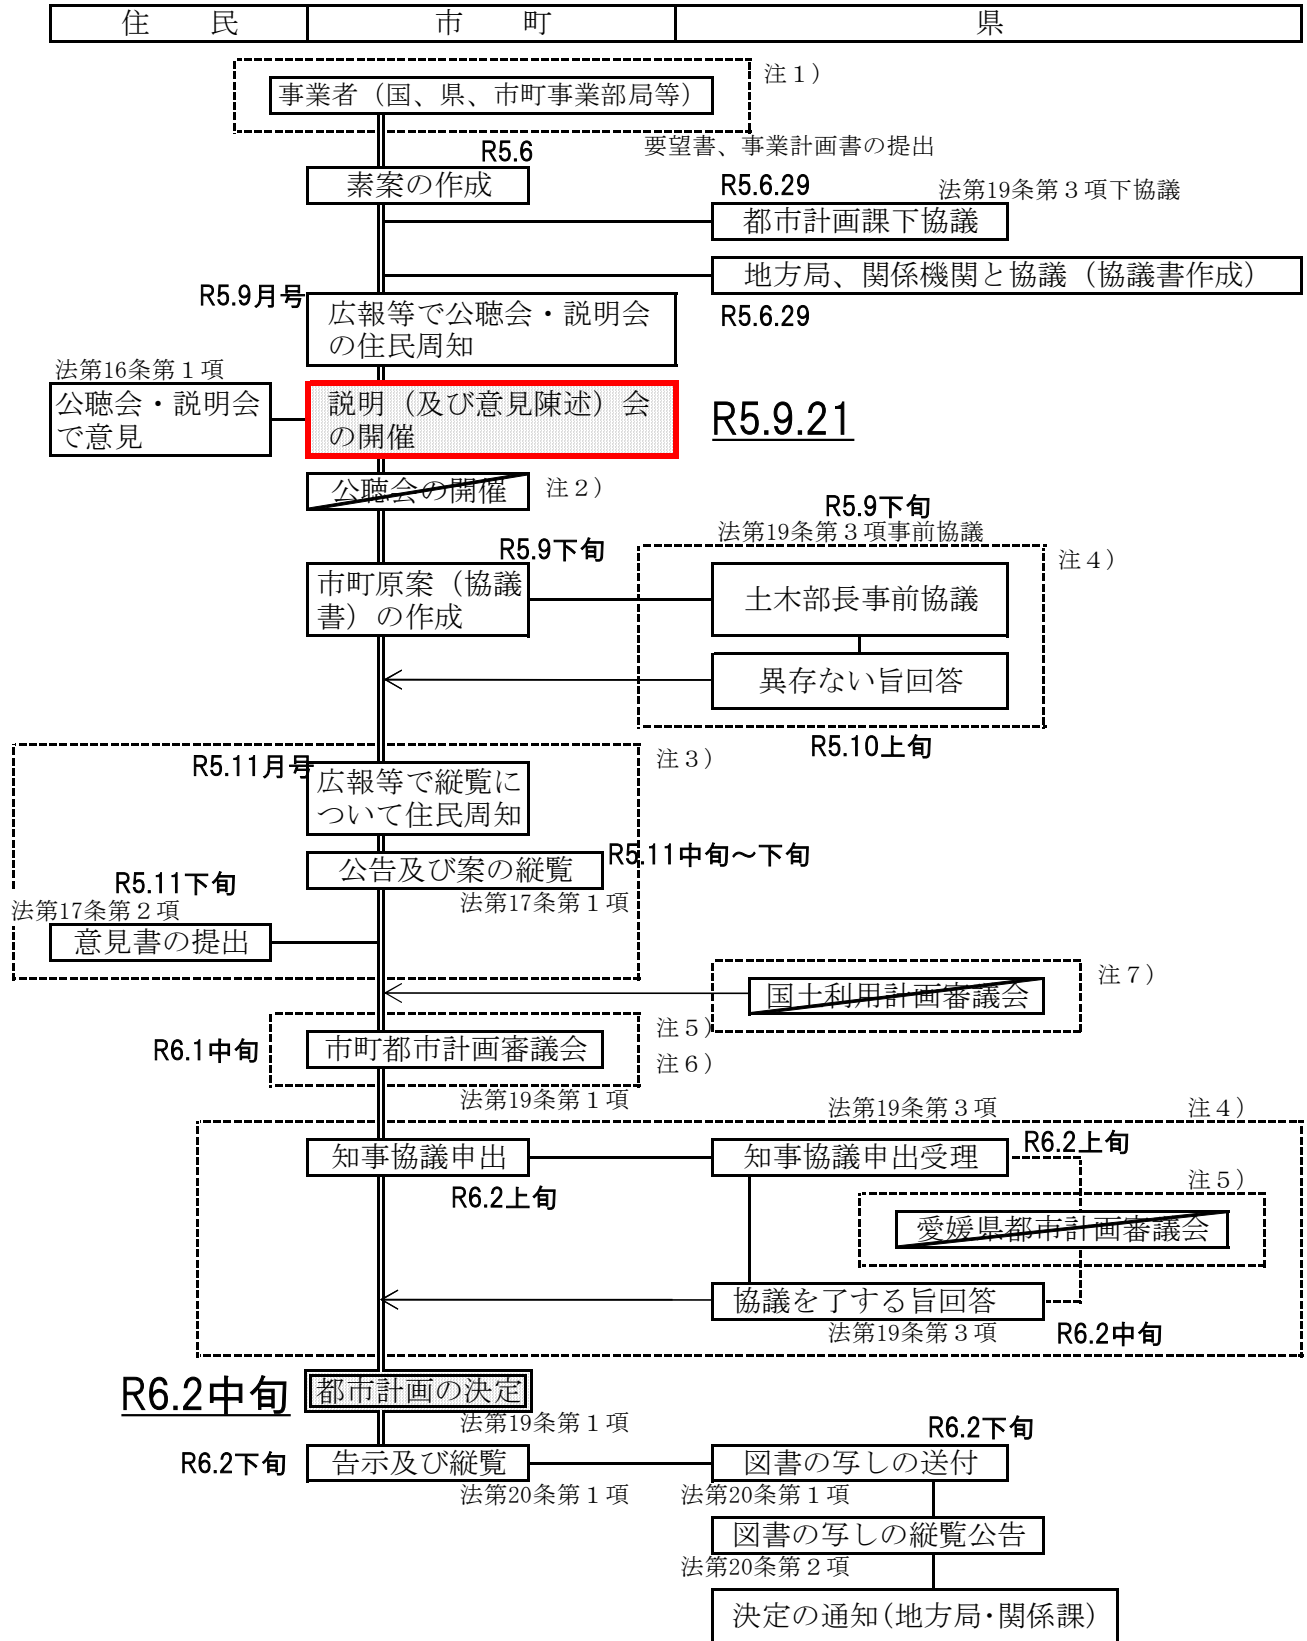 住　　民
市　　町
県
注１）
事業者（国、県、市町事業部局等）
要望書、事業計画書の提出
R5.6
素案の作成
R5.6.29
法第19条第３項下協議
都市計画課下協議
地方局、関係機関と協議（協議書作成）
R5.9月号
広報等で公聴会・説明会
の住民周知
R5.6.29
法第16条第１項
公聴会・説明会
で意見
説明（及び意見陳述）会
の開催
R5.9.21
公聴会の開催
注２）
R5.9下旬
法第19条第３項事前協議
R5.9下旬
注４）
市町原案（協議
書）の作成
土木部長事前協議
異存ない旨回答
R5.10上旬
注３）
R5.11月号
広報等で縦覧に
ついて住民周知
公告及び案の縦覧
R5.11中旬～下旬
R5.11下旬
法第17条第１項
法第17条第２項
意見書の提出
注７）
国土利用計画審議会
注５）
R6.1中旬
市町都市計画審議会
注６）
法第19条第１項
法第19条第３項
注４）
知事協議申出
知事協議申出受理
R6.2上旬
R6.2上旬
注５）
愛媛県都市計画審議会
協議を了する旨回答
法第19条第３項
R6.2中旬
R6.2中旬
都市計画の決定
法第19条第１項
R6.2下旬
R6.2下旬
告示及び縦覧
図書の写しの送付
法第20条第１項
法第20条第１項
図書の写しの縦覧公告
法第20条第２項
決定の通知（地方局・関係課）